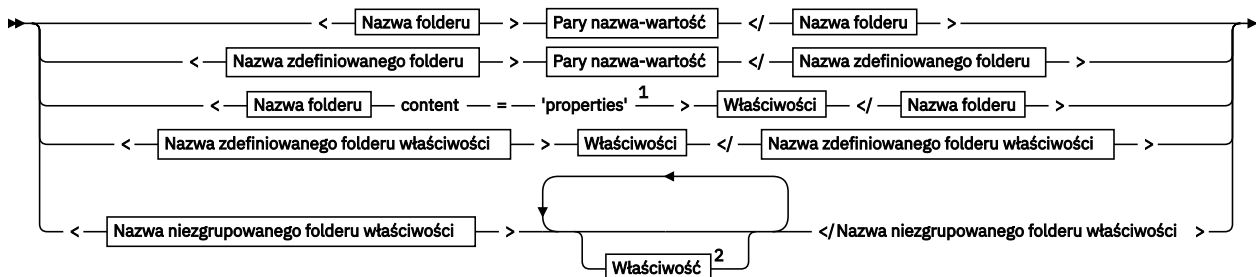 < Nazwa folderu > Pary nazwa-wartość </ Nazwa folderu >
< Nazwa zdefiniowanego folderu > Pary nazwa-wartość </ Nazwa zdefiniowanego folderu >
< Nazwa folderu content = 'properties' 1 > Właściwości </ Nazwa folderu >
< Nazwa zdefiniowanego folderu właściwości > Właściwości </ Nazwa zdefiniowanego folderu właściwości >
< Nazwa niezgrupowanego folderu właściwości > </ Nazwa niezgrupowanego folderu właściwości >
Właściwość 2